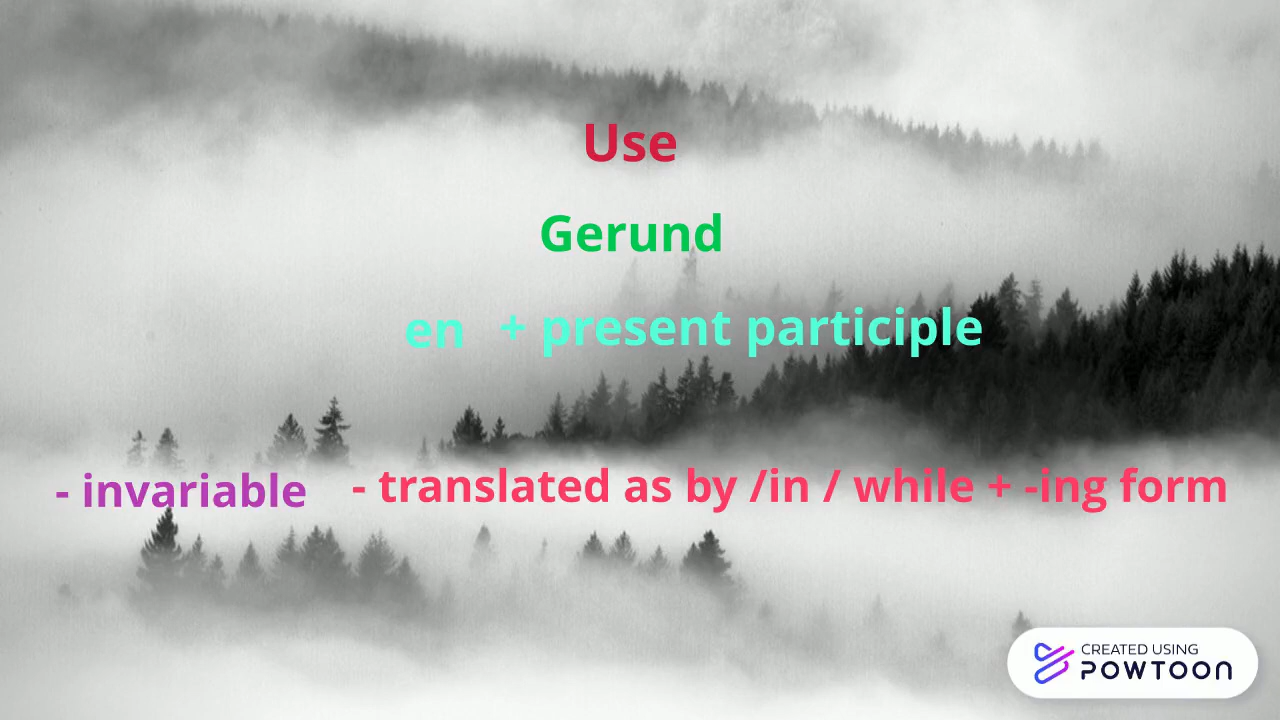 Use
Gerund
en + present participle
- invariable - translated as by /in / while + -ing form
CREATED USING
POWTOON